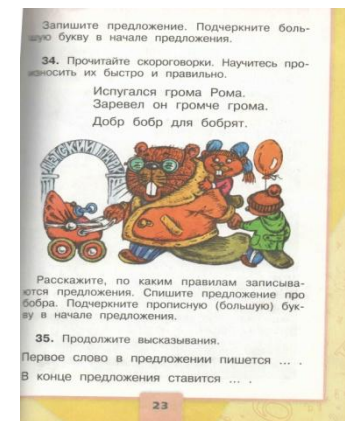 Запишите предложение. Подчеркните боль-
шую букву в начале предложения.
34. Прочитайте скороговорки. Научитесь про-
износить их быстро и правильно.
Испугался грома Рома.
Заревел он громче грома.
Добр бобр для бобрят.
ДЕТСКИЙ
Расскажите, по каким правилам записыва-
ются предложения. Спишите предложение про
бобра. Подчеркните прописную (большую) бук-
ву в начале предложения.
35. Продолжите высказывания.
Первое слово в предложении пишется ... .
В конце предложения ставится ... .
23